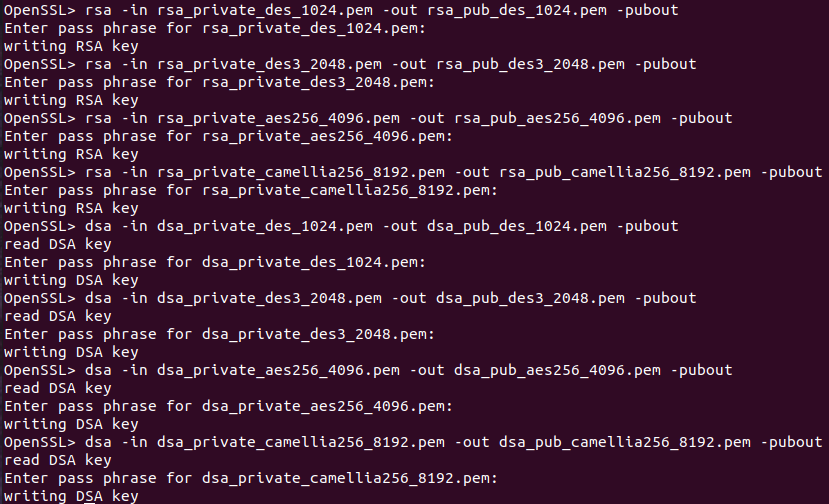 OpenSSL> rsa -in rsa_private_des_1024.pem -out rsa_pub_des_1024.pem -pubout
Enter pass phrase for rsa_private_des_1024.pem:
writing RSA key
OpenSSL> rsa -in rsa_private_des3_2048.pem -out rsa_pub_des3_2048.pem -pubout
Enter pass phrase for rsa_private_des3_2048.pem:
writing RSA key
OpenSSL> rsa -in rsa_private_aes256_4096.pem -out rsa_pub_aes256_4096.pem -pubout
Enter pass phrase for rsa_private_aes256_4096.pem:
writing RSA key
OpenSSL> rsa -in rsa_private_camellia256_8192.pem -out rsa_pub_camellia256_8192.pem -pubout
Enter pass phrase for rsa_private_camellia256_8192.pem:
writing RSA key
OpenSSL> dsa -in dsa_private_des_1024.pem -out dsa_pub_des_1024.pem -pubout
read DSA key
Enter pass phrase for dsa_private_des_1024.pem:
writing DSA key
OpenSSL> dsa -in dsa_private_des3_2048.pem -out dsa_pub_des3_2048.pem -pubout
read DSA key
Enter pass phrase for dsa_private_des3_2048.pem:
writing DSA key
OpenSSL> dsa -in dsa_private_aes256_4096.pem -out dsa_pub_aes256_4096.pem -pubout
read DSA key
Enter pass phrase for dsa_private_aes256_4096.pem:
writing DSA key
OpenSSL> dsa -in dsa_private_camellia256_8192.pem -out dsa_pub_camellia256_8192.pem -pubout
read DSA key
Enter pass phrase for dsa_private_camellia256_8192.pem:
writing DSA key